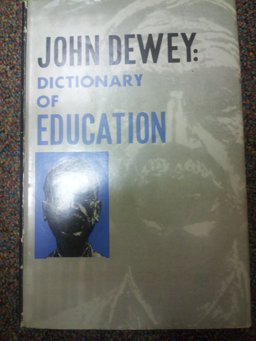 JOHN DEWEY:
DICTIONARY
OF
EDUCATION